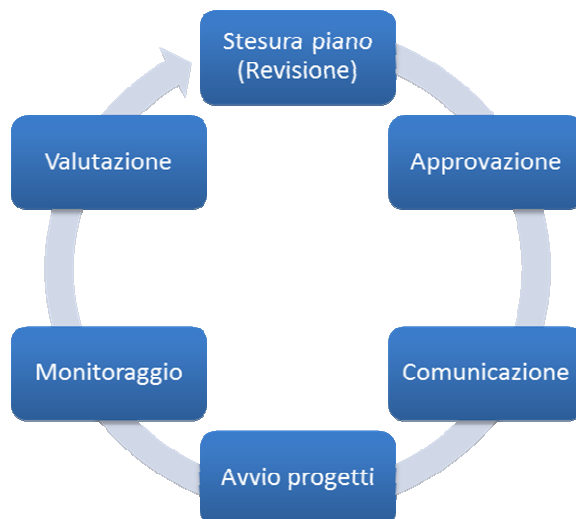 Stesura piano
(Revisione)
Approvazione
Comunicazione
Avvio progetti
Monitoraggio
Valutazione